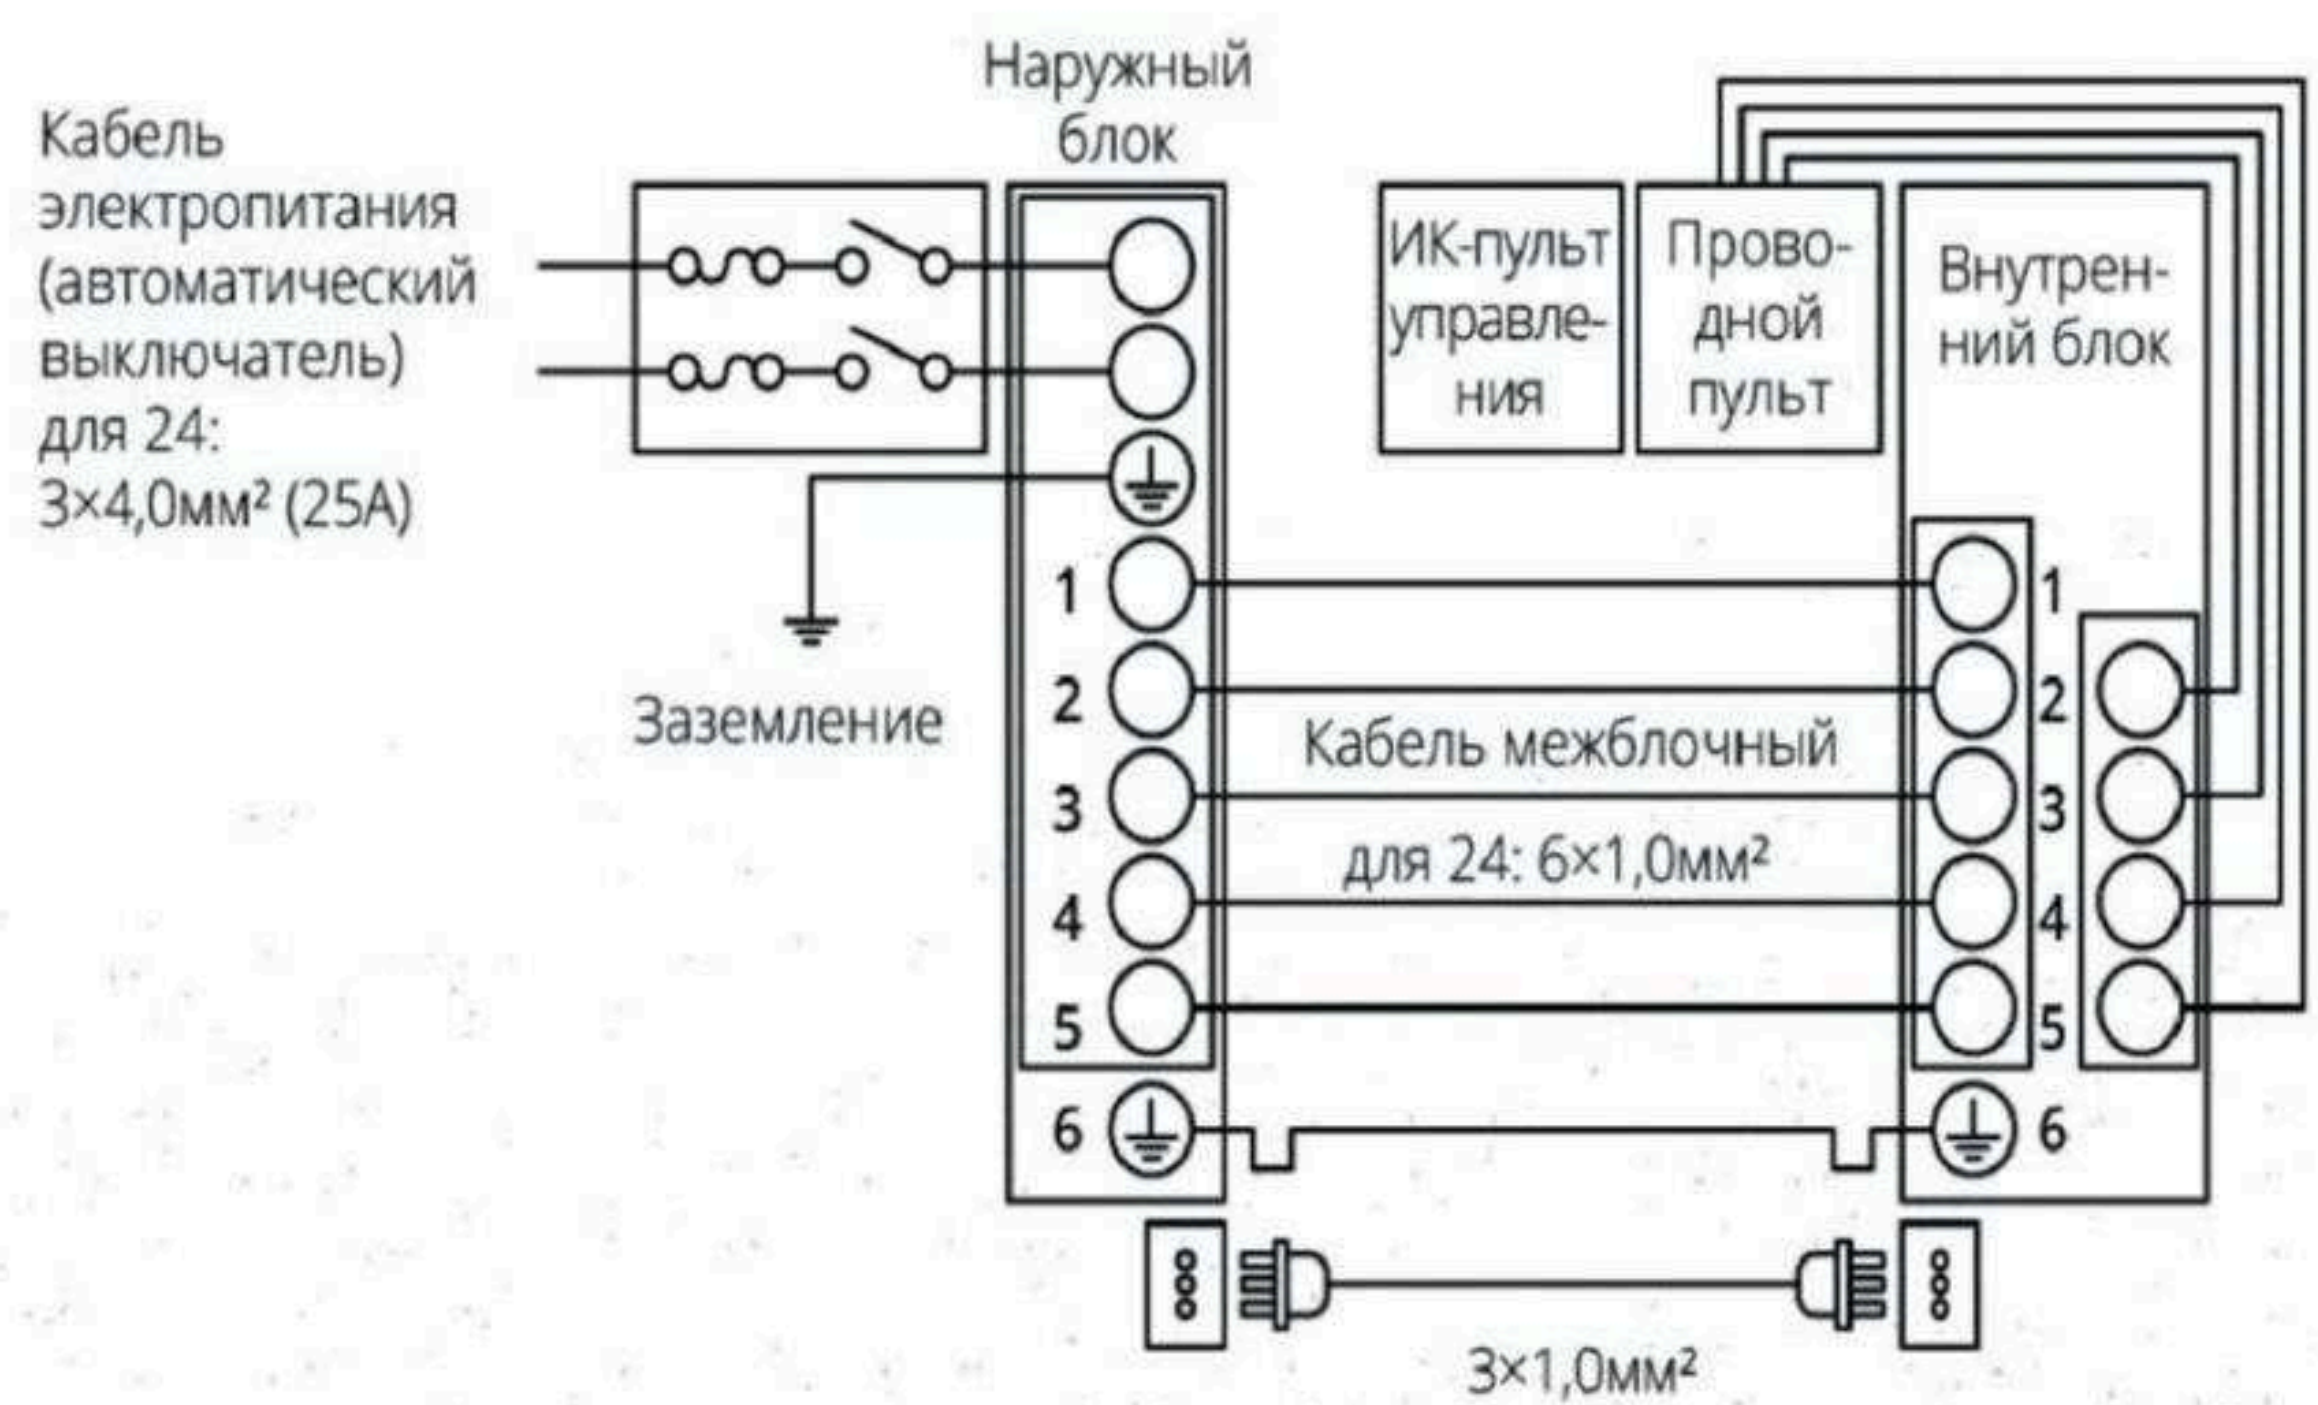 Кабель
электропитания
(автоматический
выключатель)
для 24:
3×4,0мм² (25А)
Наружный
блок
Заземление
1
2
3
4
5
6
ИК-пульт
управле-
ния
Прово-
дной
пульт
Внутрен-
ний блок
Кабель межблочный
для 24: 6×1,0мм²
1
2
3
4
5
6
3×1,0мм²